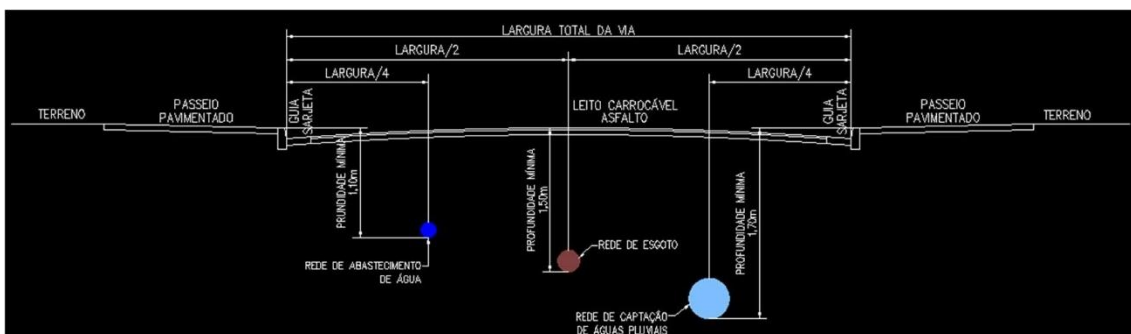 LARGURA TOTAL DA VIA
LARGURA/2
LARGURA/2
LARGURA/4
LARGURA/4
TERRENO
PASSEIO
PAVIMENTADO
GUIA
SARJETA
LEITO CARROCÁVEL
ASFALTO
GUIA
SARJETA
PASSEIO
PAVIMENTADO
TERRENO
PRUNDIDADE MÍNIMA
1,10m
PROFUNDIDADE MÍNIMA
1,50m
PROFUNDIDADE MÍNIMA
1,70m
REDE DE ABASTECIMENTO
DE ÁGUA
REDE DE ESGOTO
REDE DE CAPTAÇÃO
DE ÁGUAS PLUVIAIS